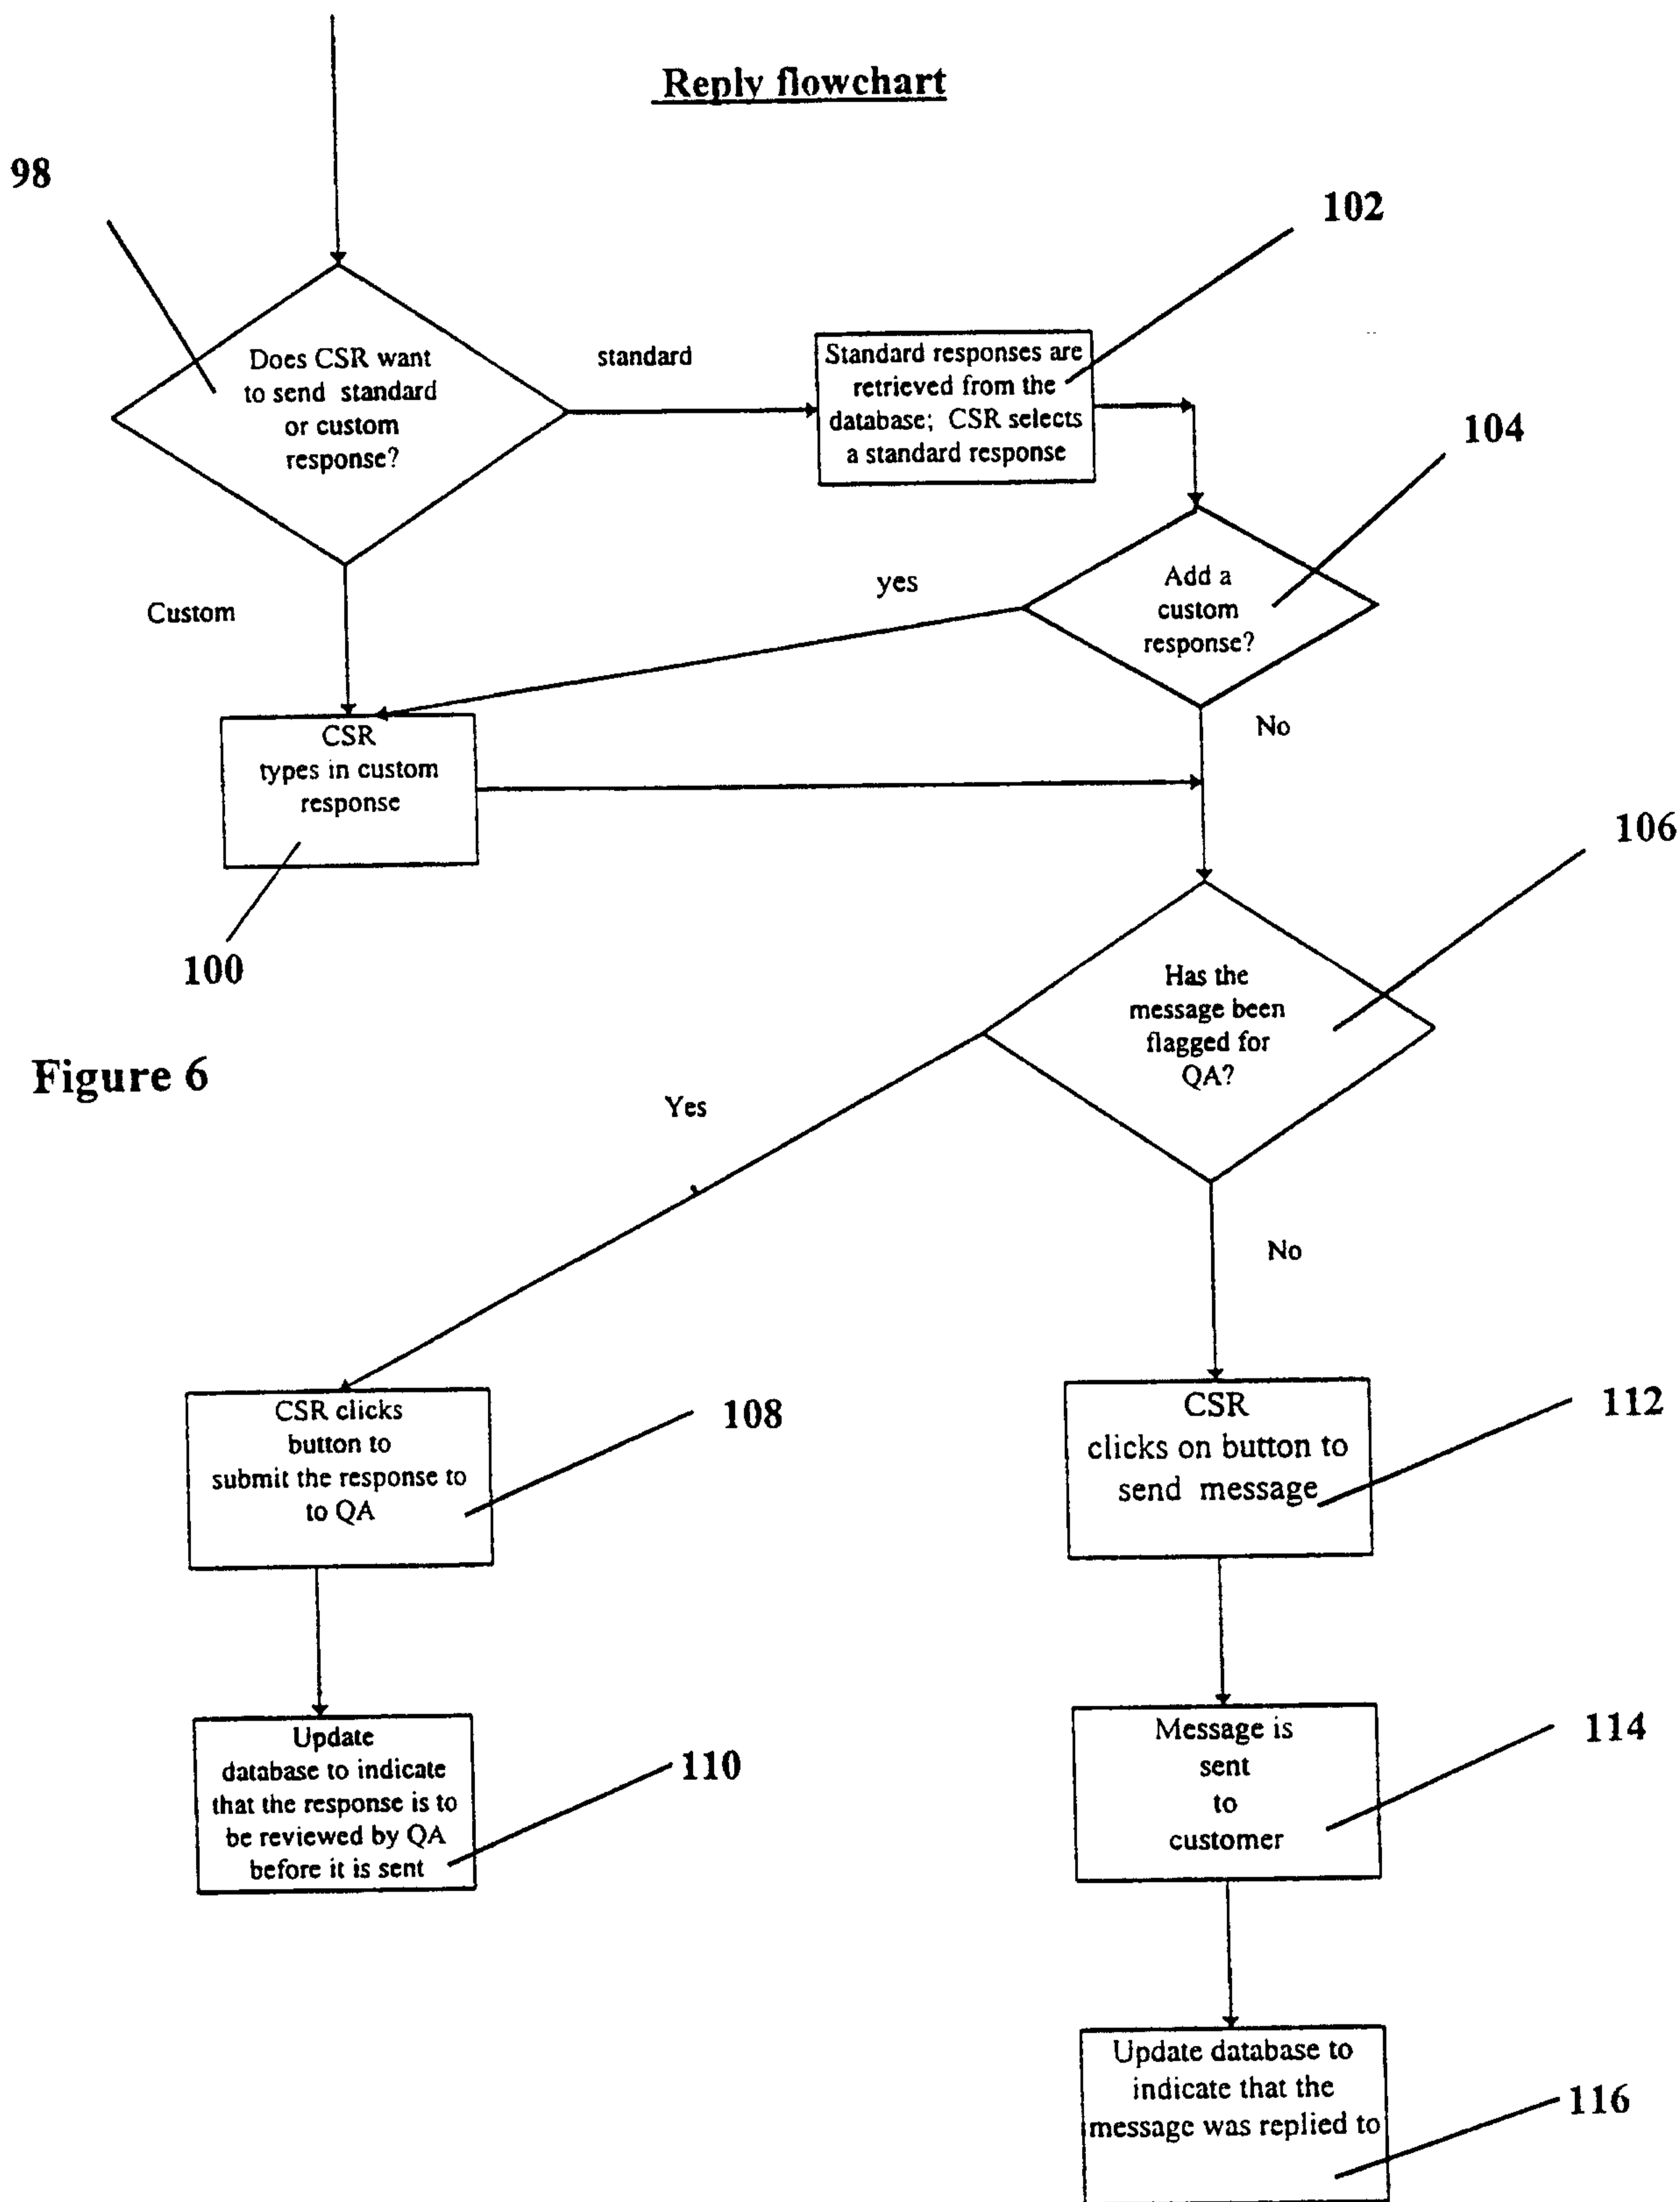 Reply flowchart
98
102
Does CSR want
to send standard
or custom
response?
standard
Standard responses are
retrieved from the
database; CSR selects
a standard response
104
yes
Add a
custom
response?
Custom
No
CSR
types in custom
response
106
100
Has the
message been
flagged for
QA?
Figure 6
Yes
No
CSR clicks
button to
submit the response to
to QA
108
CSR
clicks on button to
send message
112
Update
database to indicate
that the response is to
be reviewed by QA
before it is sent
110
Message is
sent
to
customer
114
Update database to
indicate that the
message was replied to
116